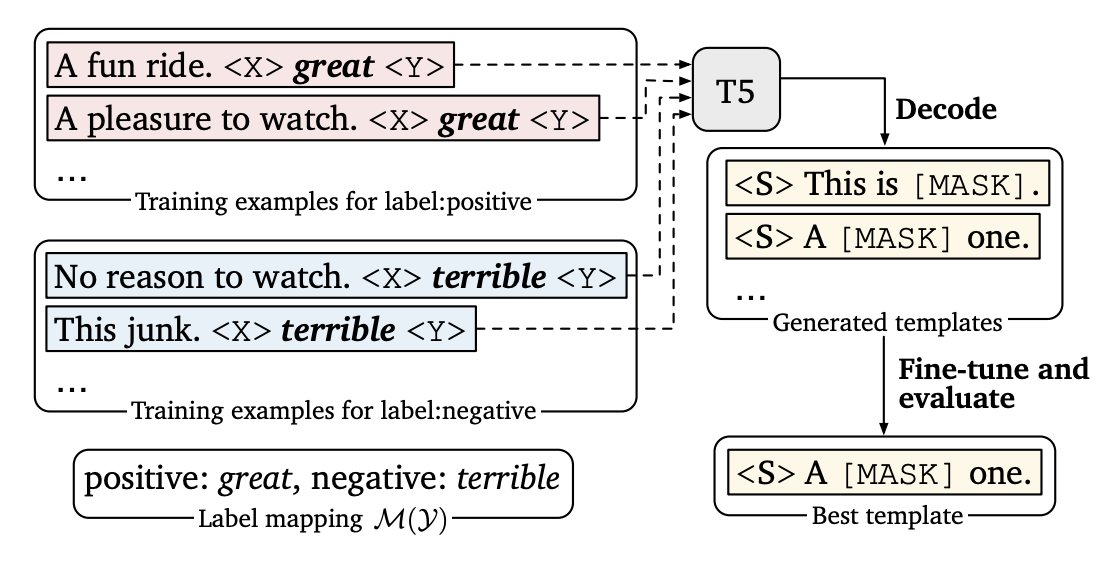 A fun ride. <X> great <Y>
A pleasure to watch. <X> great <Y>
...
Training examples for label:positive
No reason to watch. <X> terrible <Y>
This junk. <X> terrible <Y>
...
Training examples for label:negative
positive: great, negative: terrible
Label mapping ℳ(𝒴)
T5
Decode
<S> This is [MASK].
<S> A [MASK] one.
...
Generated templates
Fine-tune and
evaluate
<S> A [MASK] one.
Best template